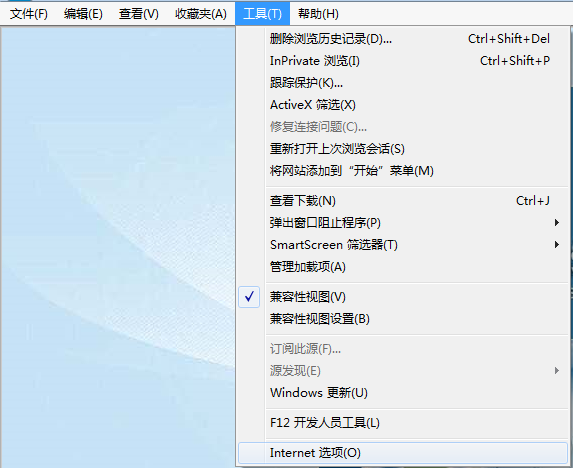 文件(F) 编辑(E) 查看(V) 收藏夹(A) 工具(T) 帮助(H)
删除浏览历史记录(D)... Ctrl+Shift+Del
InPrivate 浏览(I) Ctrl+Shift+P
跟踪保护(K)...
ActiveX 筛选(X)
修复连接问题(C)...
重新打开上次浏览会话(S)
将网站添加到“开始”菜单(M)
查看下载(N) Ctrl+J
弹出窗口阻止程序(P)
SmartScreen 筛选器(T)
管理加载项(A)
兼容性视图(V)
兼容性视图设置(B)
订阅此源(F)...
源发现(E)
Windows 更新(U)
F12 开发人员工具(L)
Internet 选项(O)